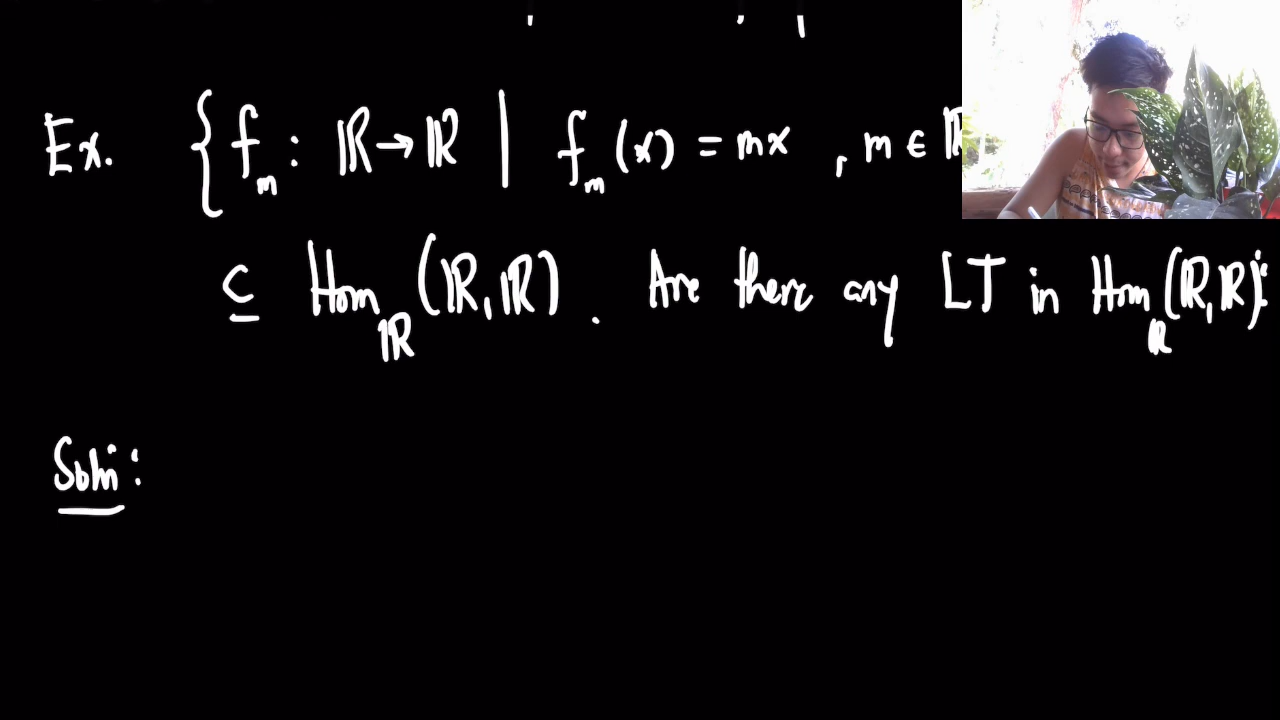 Ex. { f_m : ℝ → ℝ | f_m (x) = mx , m ∈ ℝ
⊆ Hom_ℝ (ℝ, ℝ) . Are there any LT in Hom_ℝ (ℝ, ℝ)
Soln: